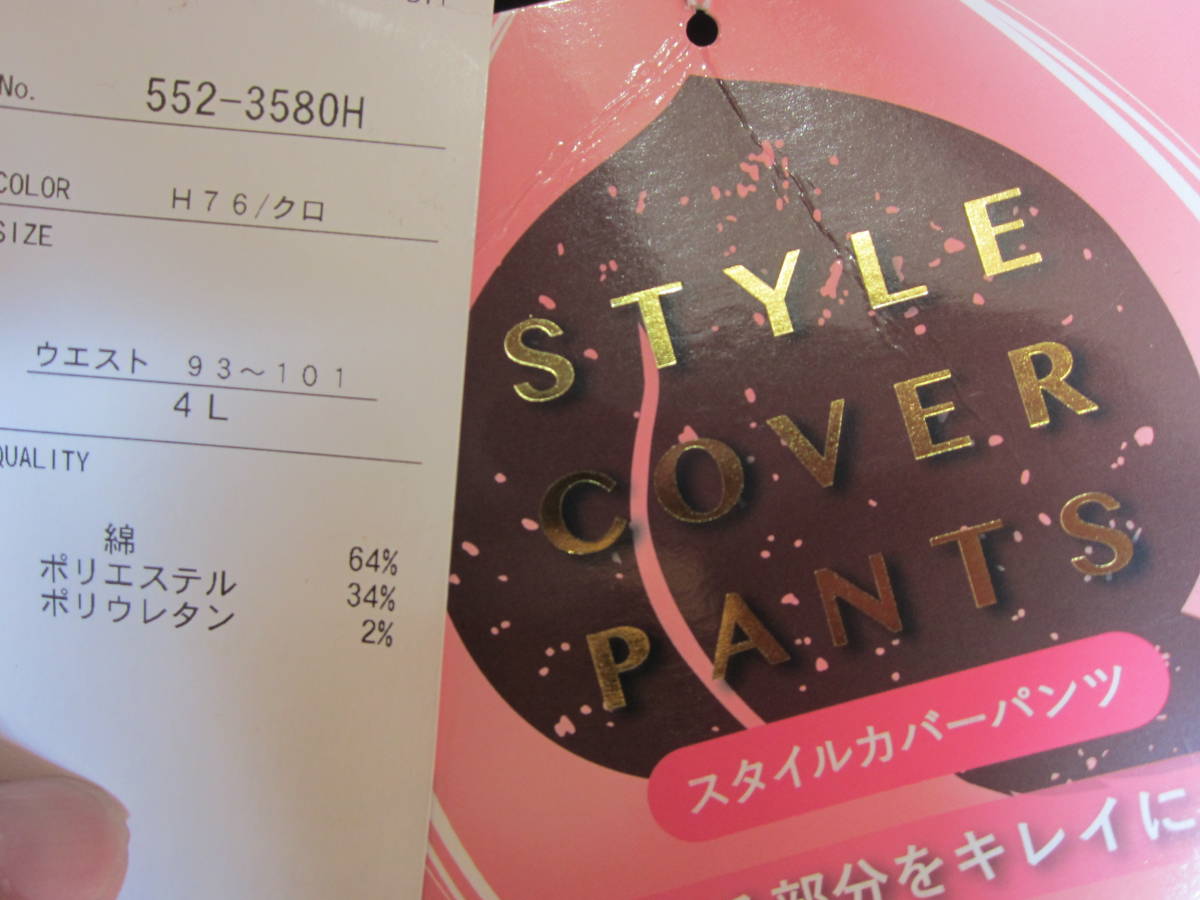 No. 552-3580H
COLOR H76/クロ
SIZE
ウエスト 93～101
4L
QUALITY
綿 64%
ポリエステル 34%
ポリウレタン 2%
STYLE
COVER
PANTS
スタイルカバーパンツ
部分をキレイに